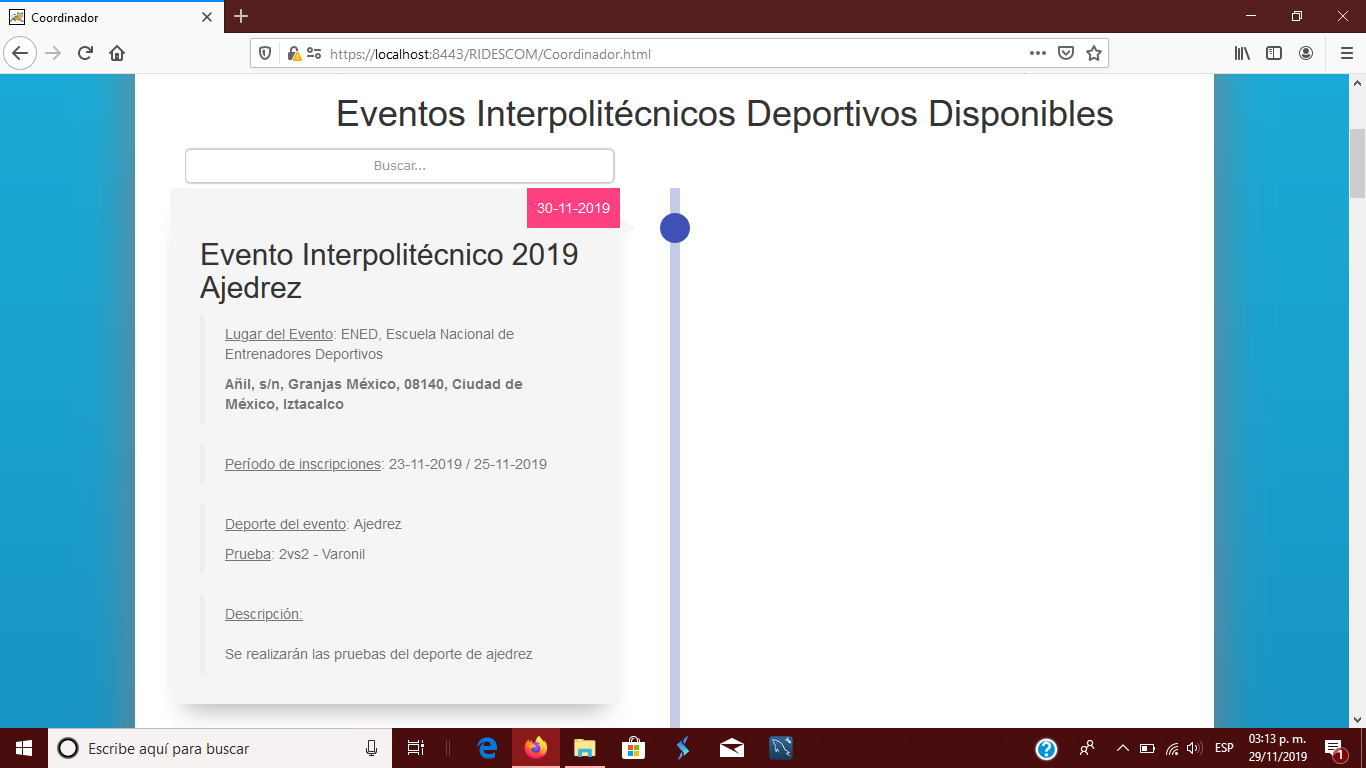 Coordinador
https://localhost:8443/RIDESCOM/Coordinador.html
Eventos Interpolitécnicos Deportivos Disponibles
Buscar...
30-11-2019
Evento Interpolitécnico 2019
Ajedrez
Lugar del Evento: ENED, Escuela Nacional de
Entrenadores Deportivos
Añil, s/n, Granjas México, 08140, Ciudad de
México, Iztacalco
Período de inscripciones: 23-11-2019 / 25-11-2019
Deporte del evento: Ajedrez
Prueba: 2vs2 - Varonil
Descripción:
Se realizarán las pruebas del deporte de ajedrez
Escribe aquí para buscar
ESP
03:13 p. m.
29/11/2019
1